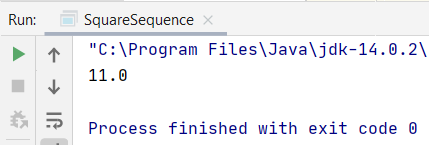 Run: SquareSequence
"C:\Program Files\Java\jdk-14.0.2\
11.0
Process finished with exit code 0